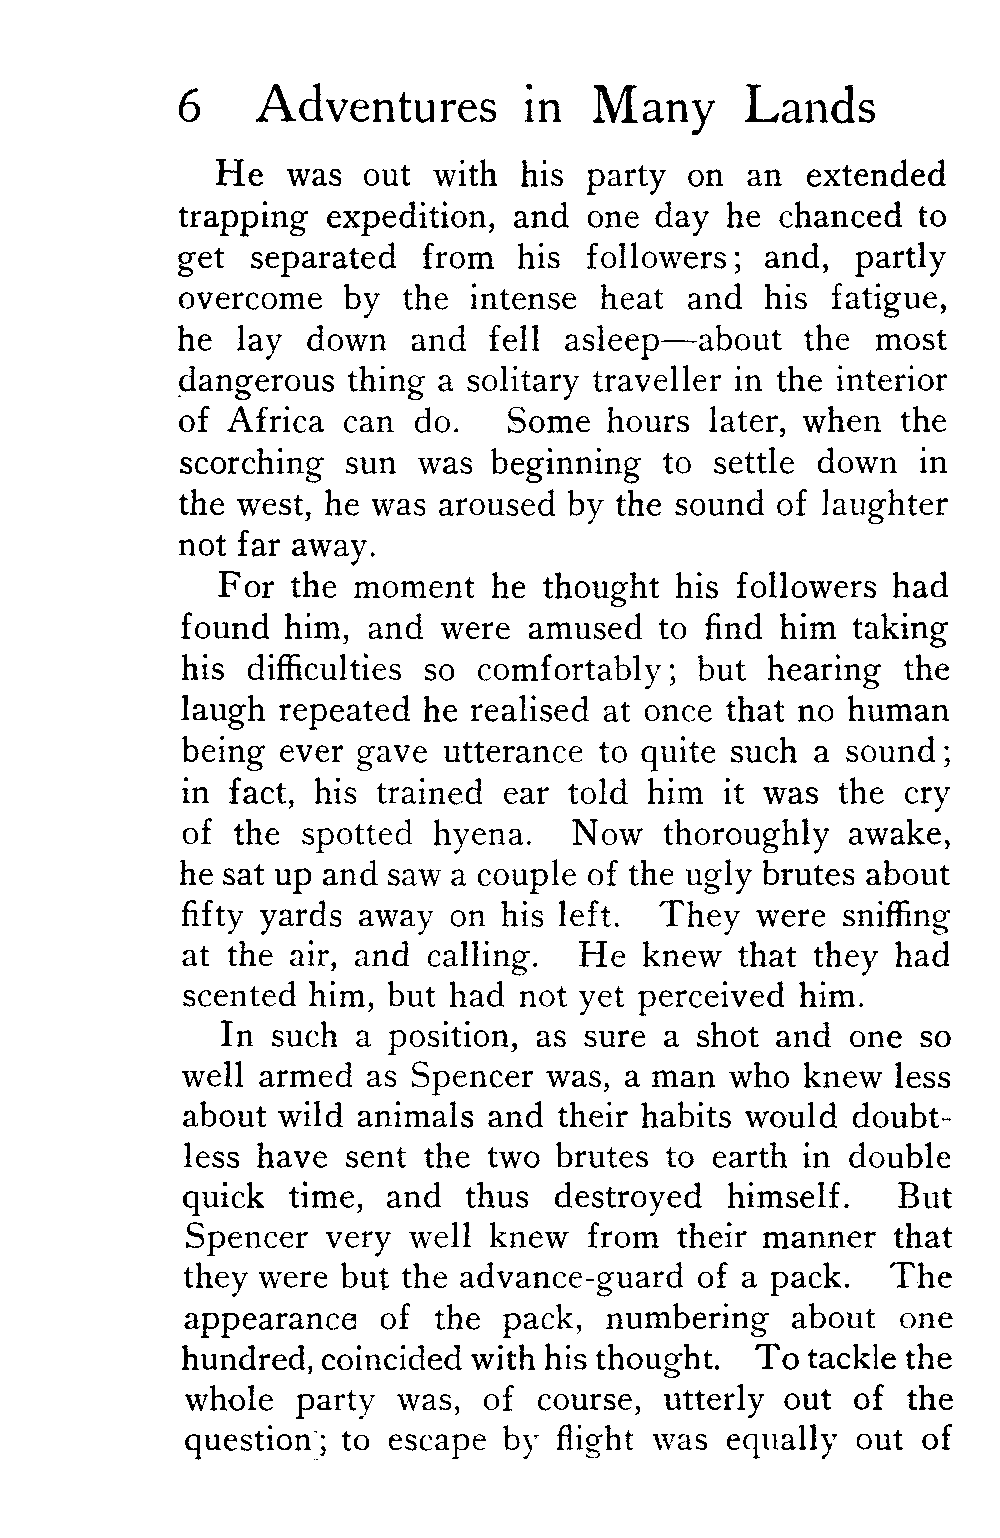 6 Adventures in Many Lands
He was out with his party on an extended
trapping expedition, and one day he chanced to
get separated from his followers; and, partly
overcome by the intense heat and his fatigue,
he lay down and fell asleep—about the most
dangerous thing a solitary traveller in the interior
of Africa can do. Some hours later, when the
scorching sun was beginning to settle down in
the west, he was aroused by the sound of laughter
not far away.
For the moment he thought his followers had
found him, and were amused to find him taking
his difficulties so comfortably; but hearing the
laugh repeated he realised at once that no human
being ever gave utterance to quite such a sound;
in fact, his trained ear told him it was the cry
of the spotted hyena. Now thoroughly awake,
he sat up and saw a couple of the ugly brutes about
fifty yards away on his left. They were sniffing
at the air, and calling. He knew that they had
scented him, but had not yet perceived him.
In such a position, as sure a shot and one so
well armed as Spencer was, a man who knew less
about wild animals and their habits would doubt-
less have sent the two brutes to earth in double
quick time, and thus destroyed himself. But
Spencer very well knew from their manner that
they were but the advance-guard of a pack. The
appearance of the pack, numbering about one
hundred, coincided with his thought. To tackle the
whole party was, of course, utterly out of the
question; to escape by flight was equally out of